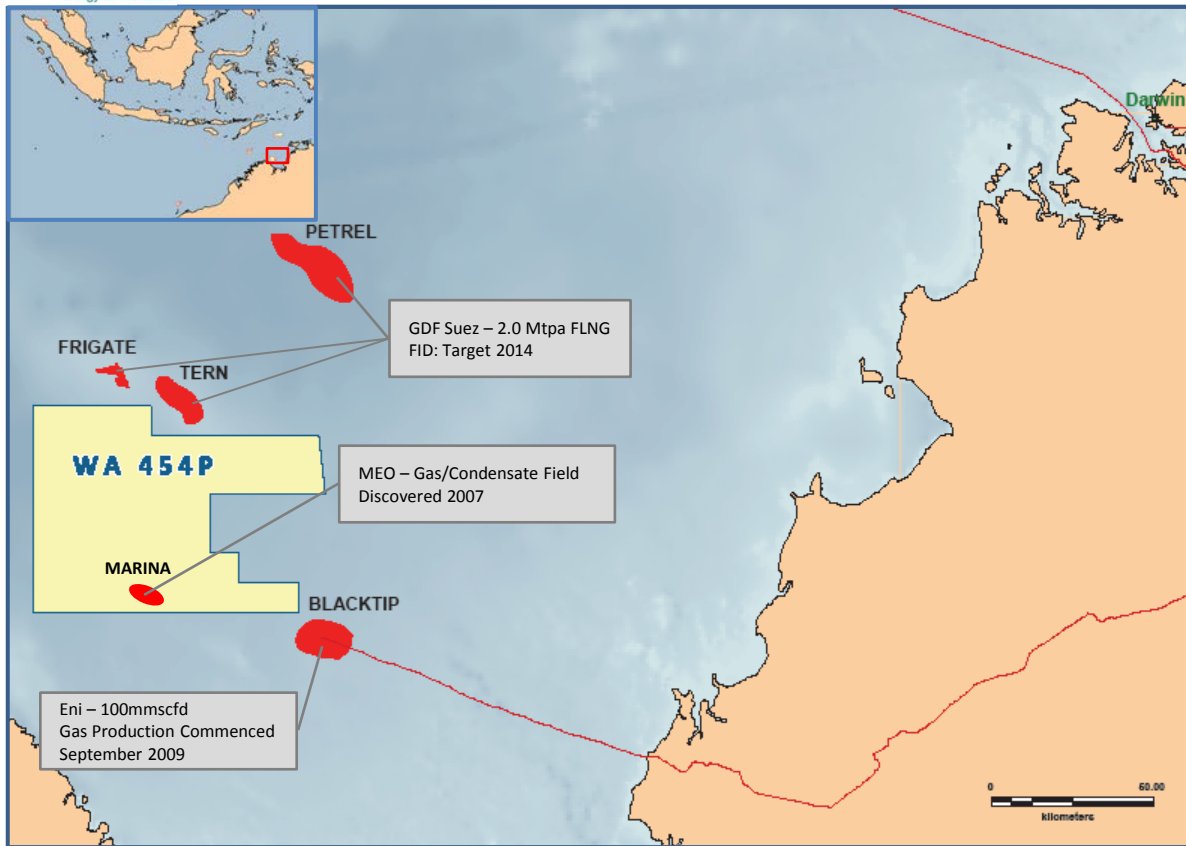 Darwin
PETREL
GDF Suez – 2.0 Mtpa FLNG
FID: Target 2014
FRIGATE
TERN
WA 454P
MEO – Gas/Condensate Field
Discovered 2007
MARINA
BLACKTIP
Eni – 100mmscfd
Gas Production Commenced
September 2009
0
60.00
kilometers